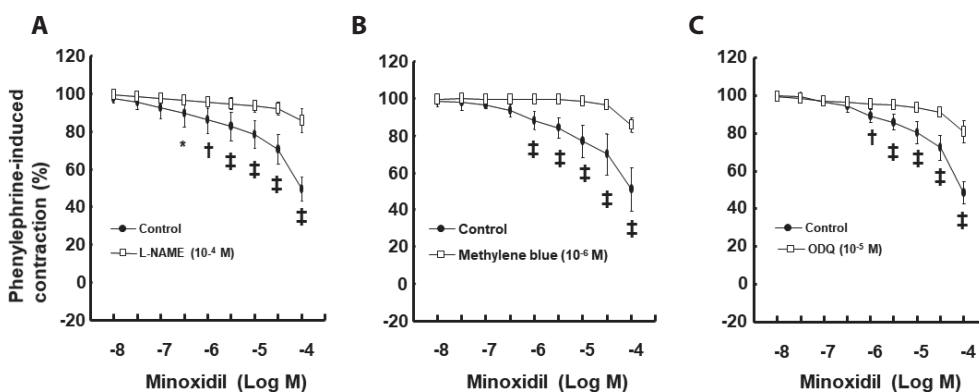 A
B
C
Phenylephrine-induced
contraction (%)
120
100
80
60
40
20
0
-20
* † ‡ ‡ ‡ ‡
Control
L-NAME (10-4 M)
-8 -7 -6 -5 -4
Minoxidil (Log M)
120
100
80
60
40
20
0
-20
‡ ‡ ‡ ‡ ‡
Control
Methylene blue (10-6 M)
-8 -7 -6 -5 -4
Minoxidil (Log M)
120
100
80
60
40
20
0
-20
† ‡ ‡ ‡ ‡
Control
ODQ (10-5 M)
-8 -7 -6 -5 -4
Minoxidil (Log M)